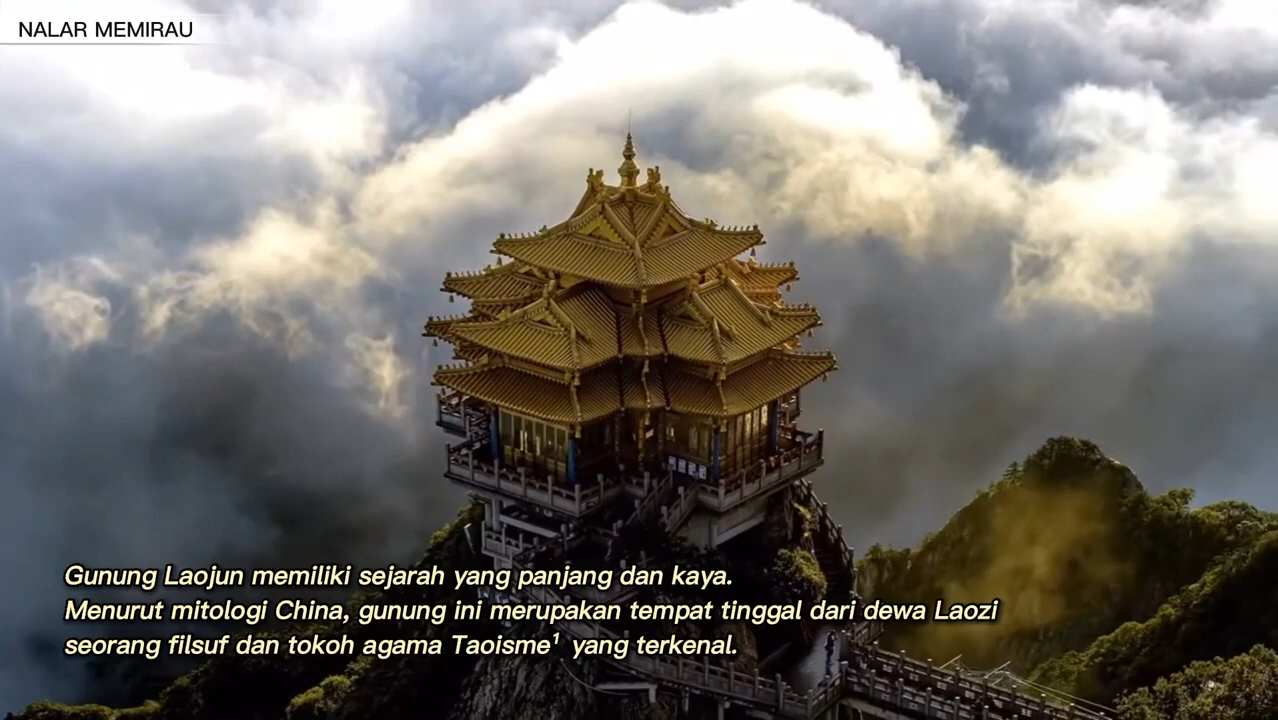 NALAR MEMIRAU
Gunung Laojun memiliki sejarah yang panjang dan kaya.
Menurut mitologi China, gunung ini merupakan tempat tinggal dari dewa Laozi
seorang filsuf dan tokoh agama Taoisme¹ yang terkenal.